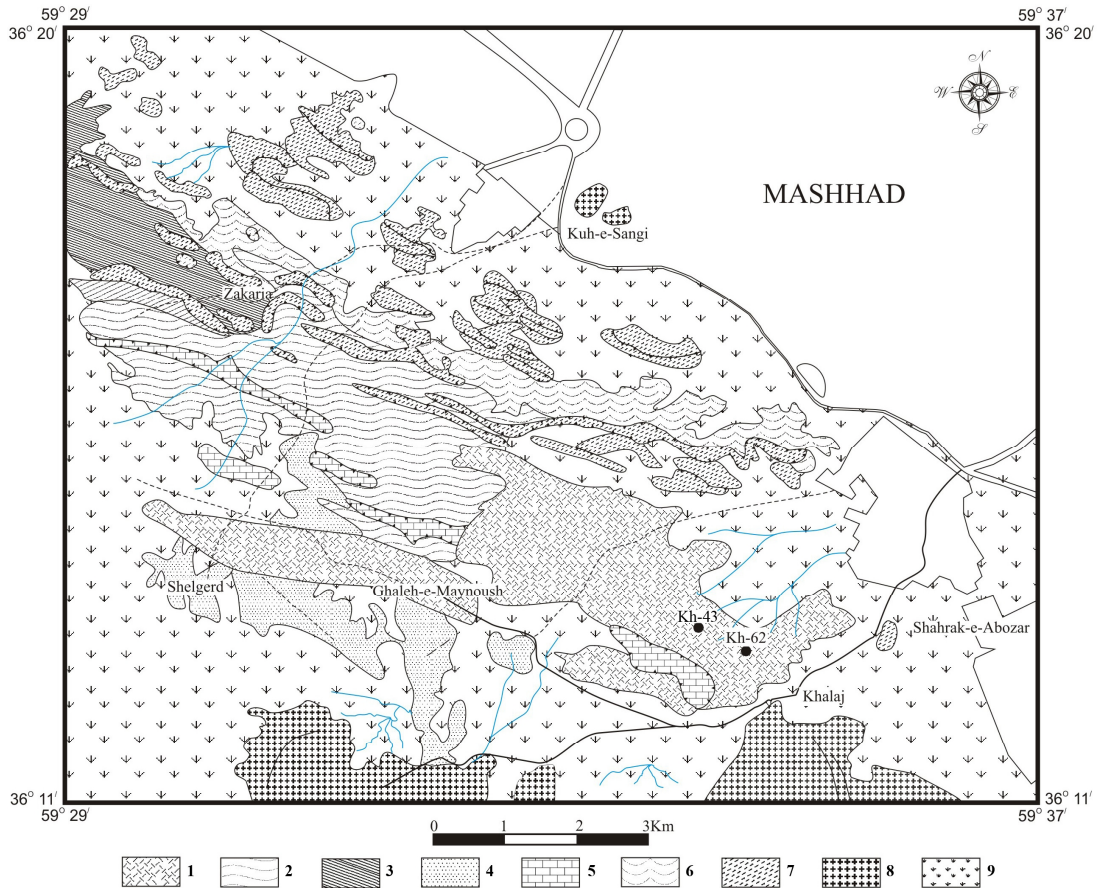 59° 29/ 59° 37/
36° 20/ 36° 20/
N
W E
S
MASHHAD
Kuh-e-Sangi
Zakaria
Shelgerd
Ghaleh-e-Maynoush
Kh-43
Kh-62
Shahrak-e-Abozar
Khalaj
36° 11/ 36° 11/
59° 29/ 59° 37/
0 1 2 3Km
1 2 3 4 5 6 7 8 9